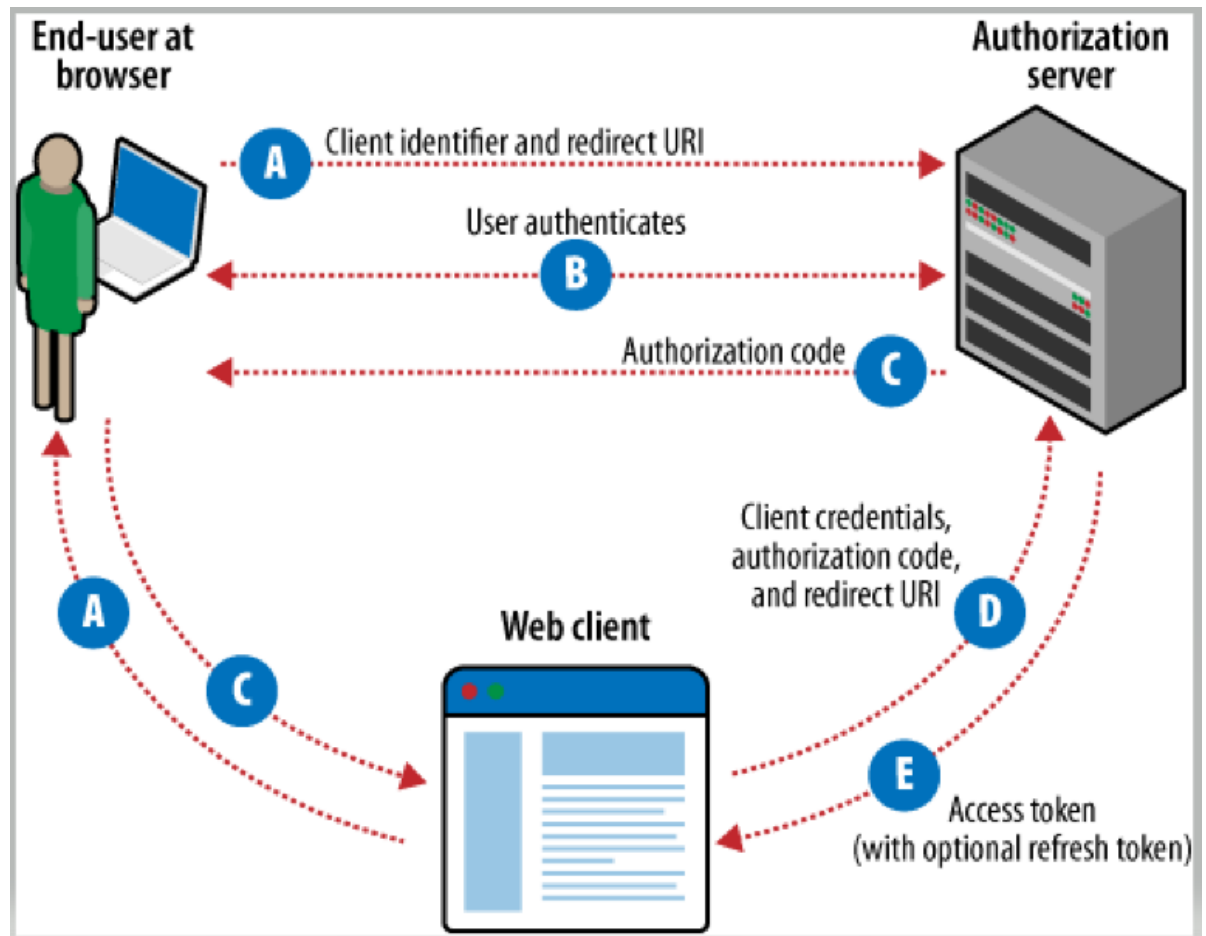 End-user at
browser
Authorization
server
A
Client identifier and redirect URI
User authenticates
B
Authorization code
C
Client credentials,
authorization code,
and redirect URI
D
A
Web client
C
E
Access token
(with optional refresh token)